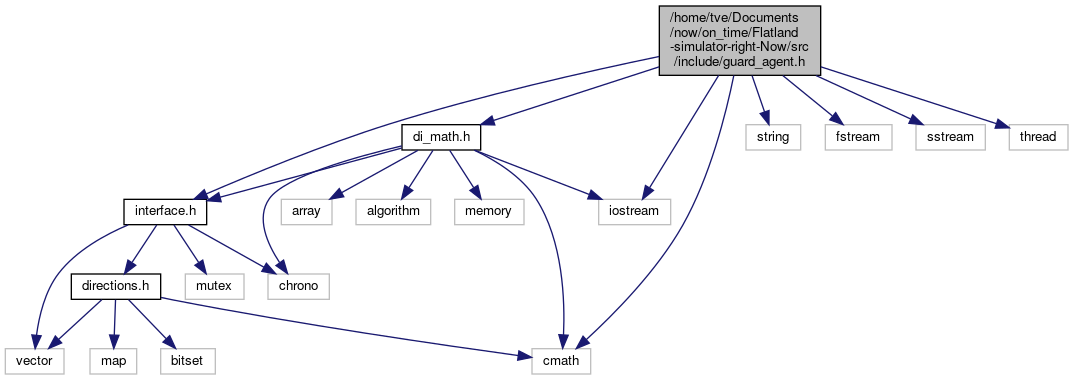 /home/tve/Documents
/now/on_time/Flatland
-simulator-right-Now/src
/include/guard_agent.h
di_math.h
string
fstream
sstream
thread
interface.h
array
algorithm
memory
iostream
directions.h
mutex
chrono
vector
map
bitset
cmath